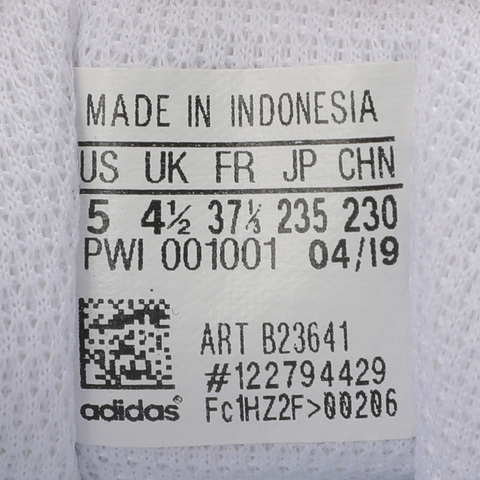 MADE IN INDONESIA
US UK FR JP CHN
5 4½ 37⅓ 235 230
PWI 001001 04/19
ART B23641
#122794429
adidas® Fc1HZ2F>00206